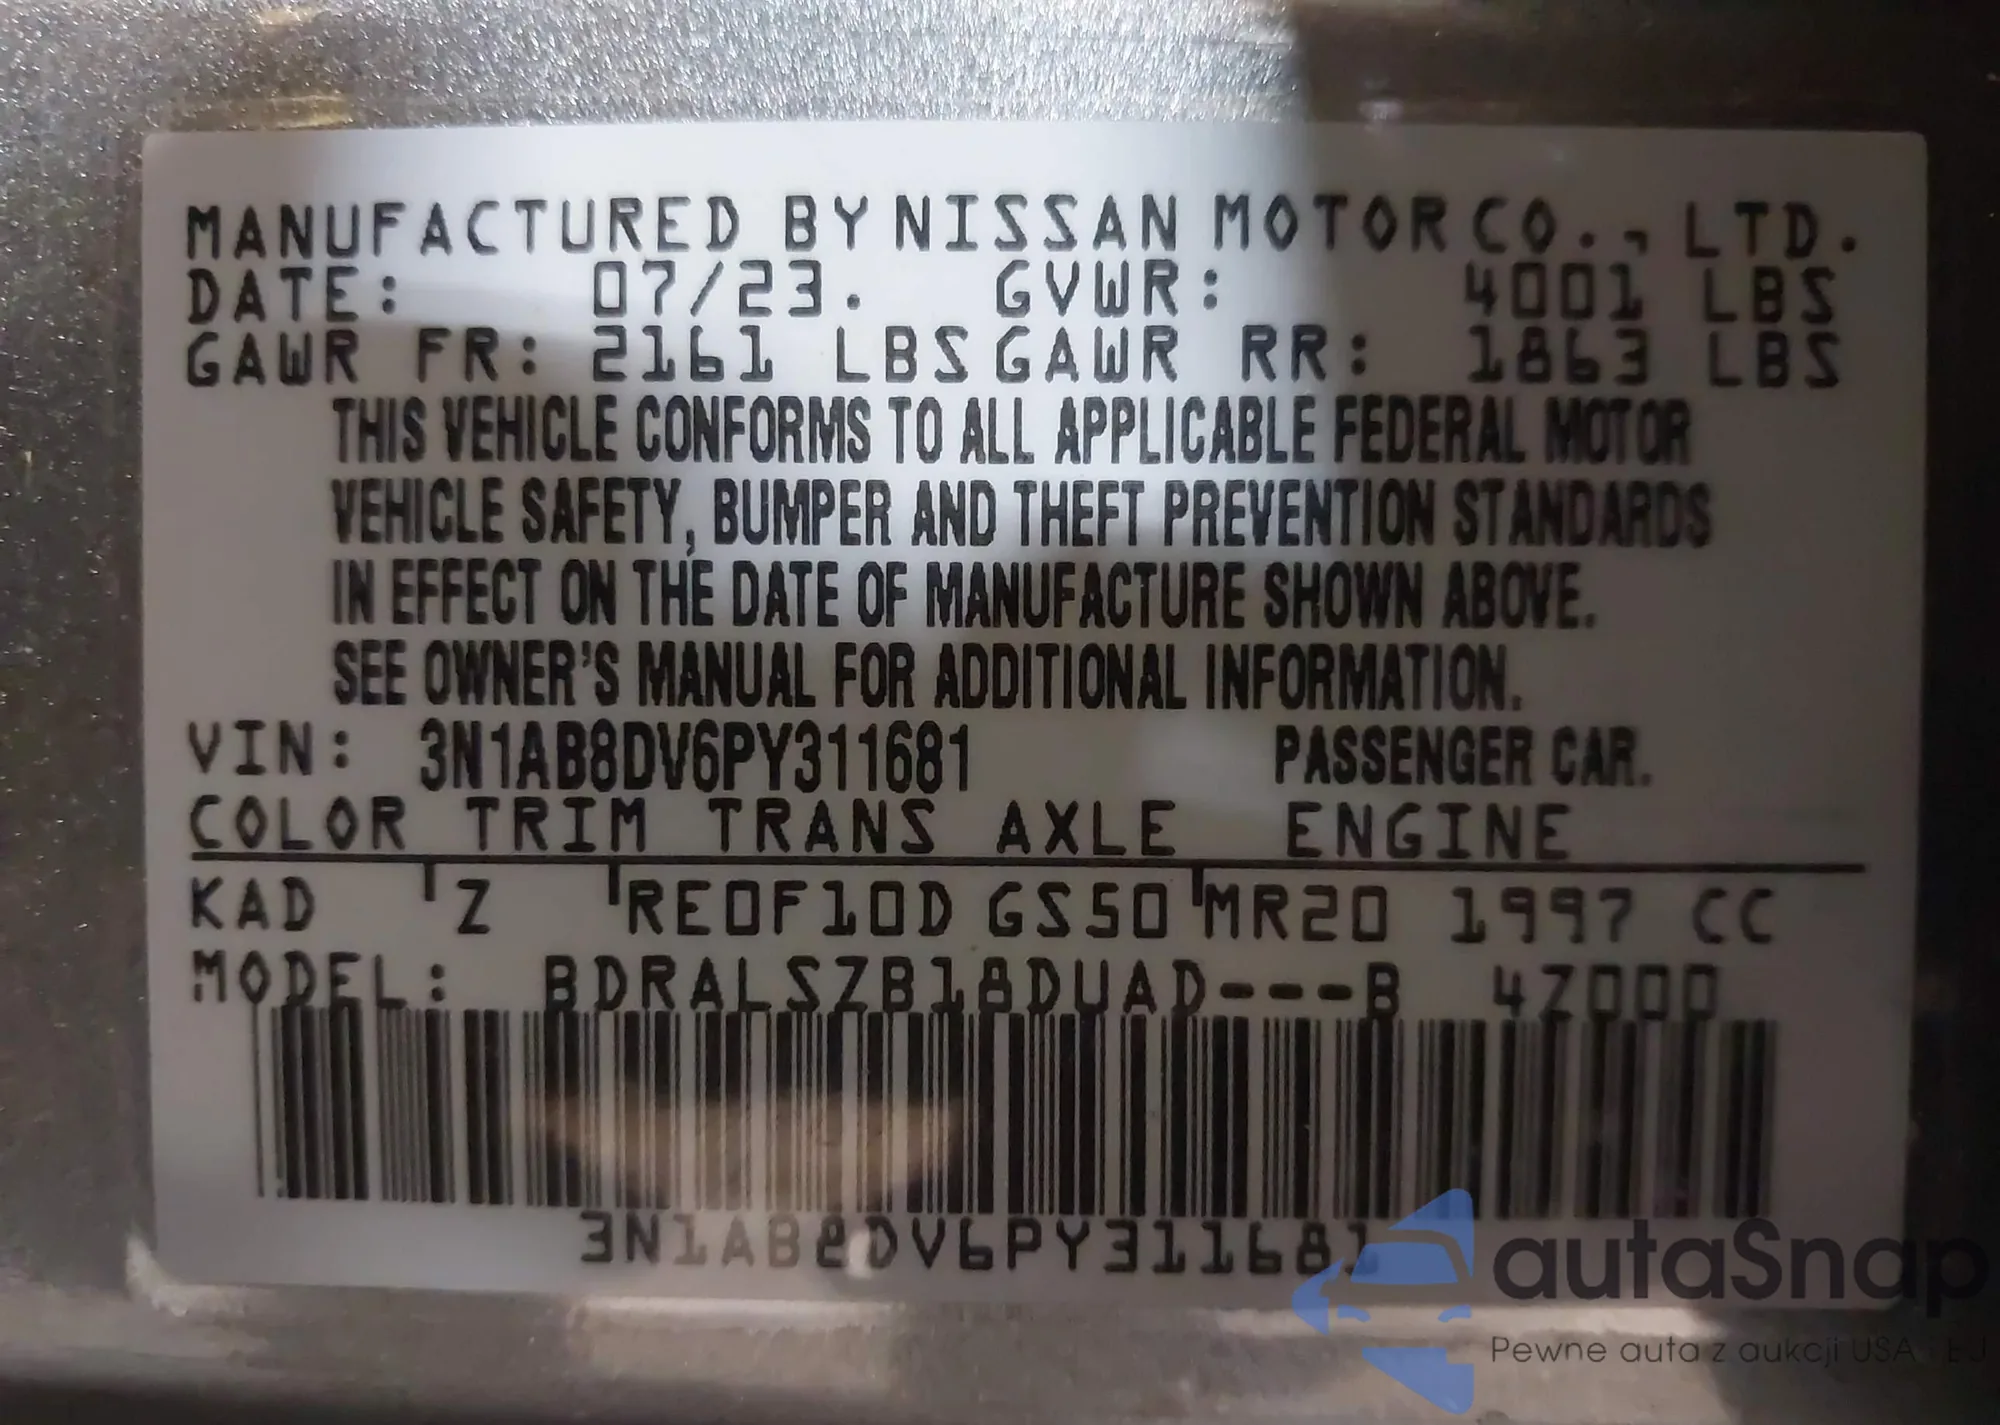 MANUFACTURED BY NISSAN MOTOR CO., LTD.
DATE: 07/23. GVWR: 4001 LBS
GAWR FR: 2161 LBS GAWR RR: 1863 LBS
THIS VEHICLE CONFORMS TO ALL APPLICABLE FEDERAL MOTOR
VEHICLE SAFETY, BUMPER AND THEFT PREVENTION STANDARDS
IN EFFECT ON THE DATE OF MANUFACTURE SHOWN ABOVE.
SEE OWNER'S MANUAL FOR ADDITIONAL INFORMATION.
VIN: 3N1AB8DV6PY311681 PASSENGER CAR.
COLOR TRIM TRANS AXLE ENGINE
KAD Z RE0F10D GS50 MR20 1997 CC
MODEL: BDRALSZB18DUAD---B 4Z000
3N1AB8DV6PY311681
autaSnap
Pewne auta z aukcji USA - EU